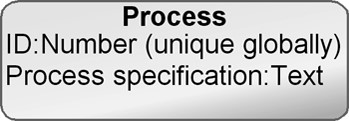 Process
ID:Number (unique globally)
Process specification:Text